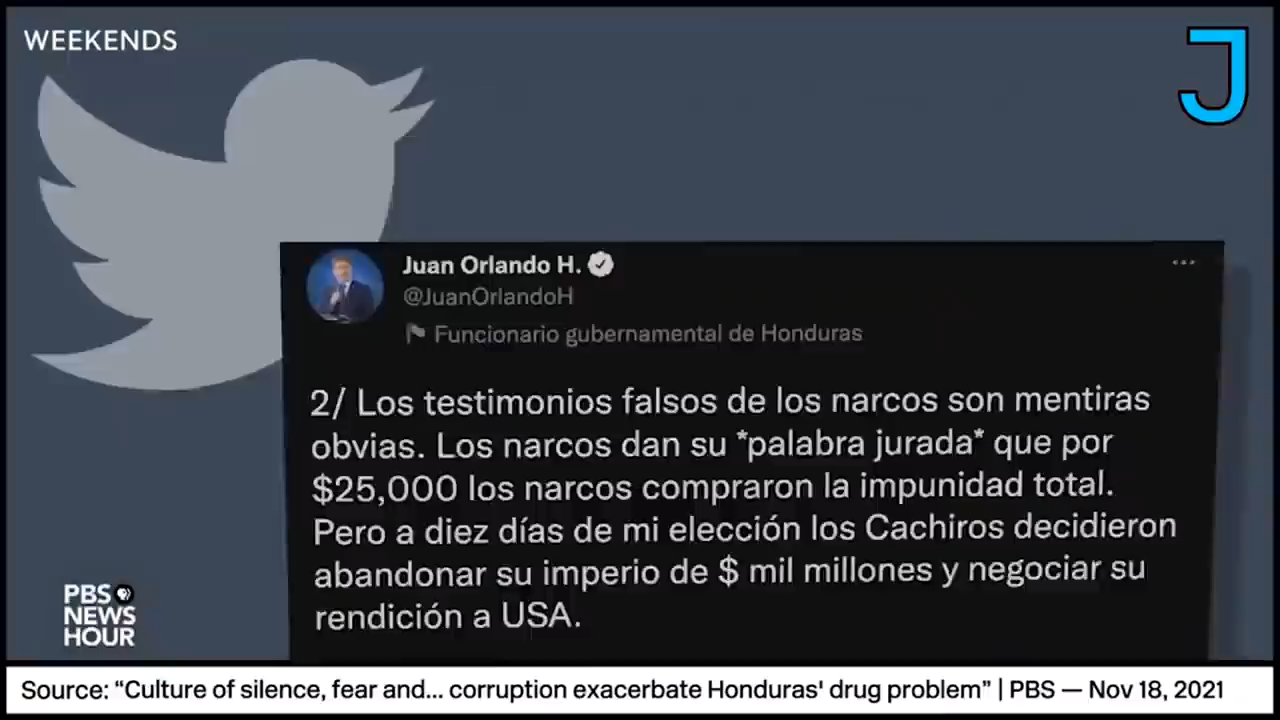 WEEKENDS
J
Juan Orlando H.
@JuanOrlandoH
Funcionario gubernamental de Honduras
2/ Los testimonios falsos de los narcos son mentiras
obvias. Los narcos dan su *palabra jurada* que por
$25,000 los narcos compraron la impunidad total.
Pero a diez días de mi elección los Cachiros decidieron
abandonar su imperio de $ mil millones y negociar su
rendición a USA.
PBS
NEWS
HOUR
Source: “Culture of silence, fear and... corruption exacerbate Honduras' drug problem” | PBS — Nov 18, 2021